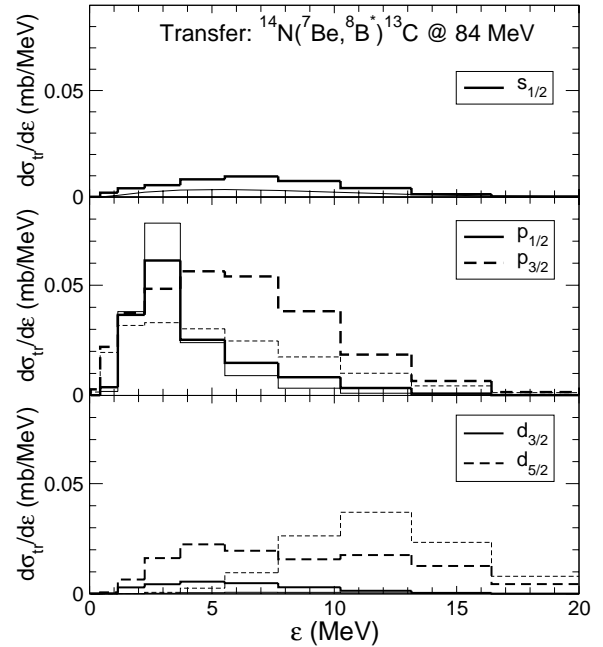 Transfer: ¹⁴N(⁷Be,⁸B*)¹³C @ 84 MeV
s₁/₂
dσₜᵣ/dε (mb/MeV)
0.05
0
p₁/₂
p₃/₂
dσₜᵣ/dε (mb/MeV)
0.05
0
d₃/₂
d₅/₂
dσₜᵣ/dε (mb/MeV)
0.05
0
0 5 10 15 20
ε (MeV)